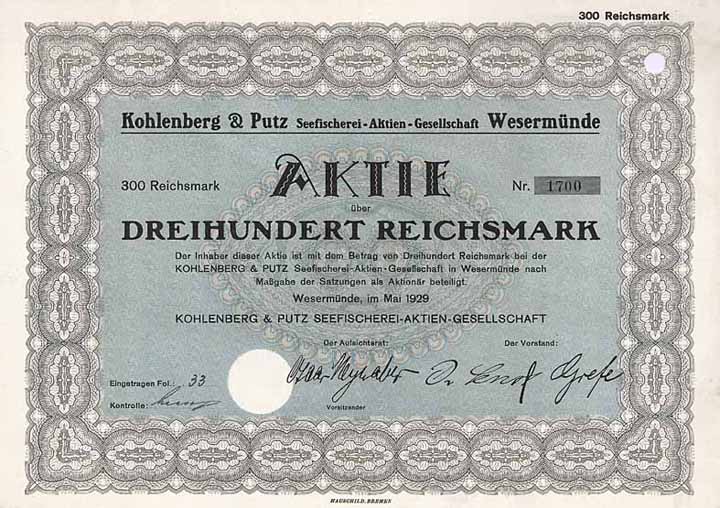 300 Reichsmark
Kohlenberg & Putz Seefischerei-Aktien-Gesellschaft Wesermünde
300 Reichsmark AKTIE Nr. 1700
über
DREIHUNDERT REICHSMARK
Der Inhaber dieser Aktie ist mit dem Betrag von Dreihundert Reichsmark bei der
KOHLENBERG & PUTZ Seefischerei-Aktien-Gesellschaft in Wesermünde nach
Maßgabe der Satzungen als Aktionär beteiligt.
Wesermünde, im Mai 1929
KOHLENBERG & PUTZ SEEFISCHEREI-AKTIEN-GESELLSCHAFT
Der Aufsichtsrat: Der Vorstand:
Eingetragen Fol.: 33
Kontrolle:
Vorsitzender
HAUSCHILD, BREMEN